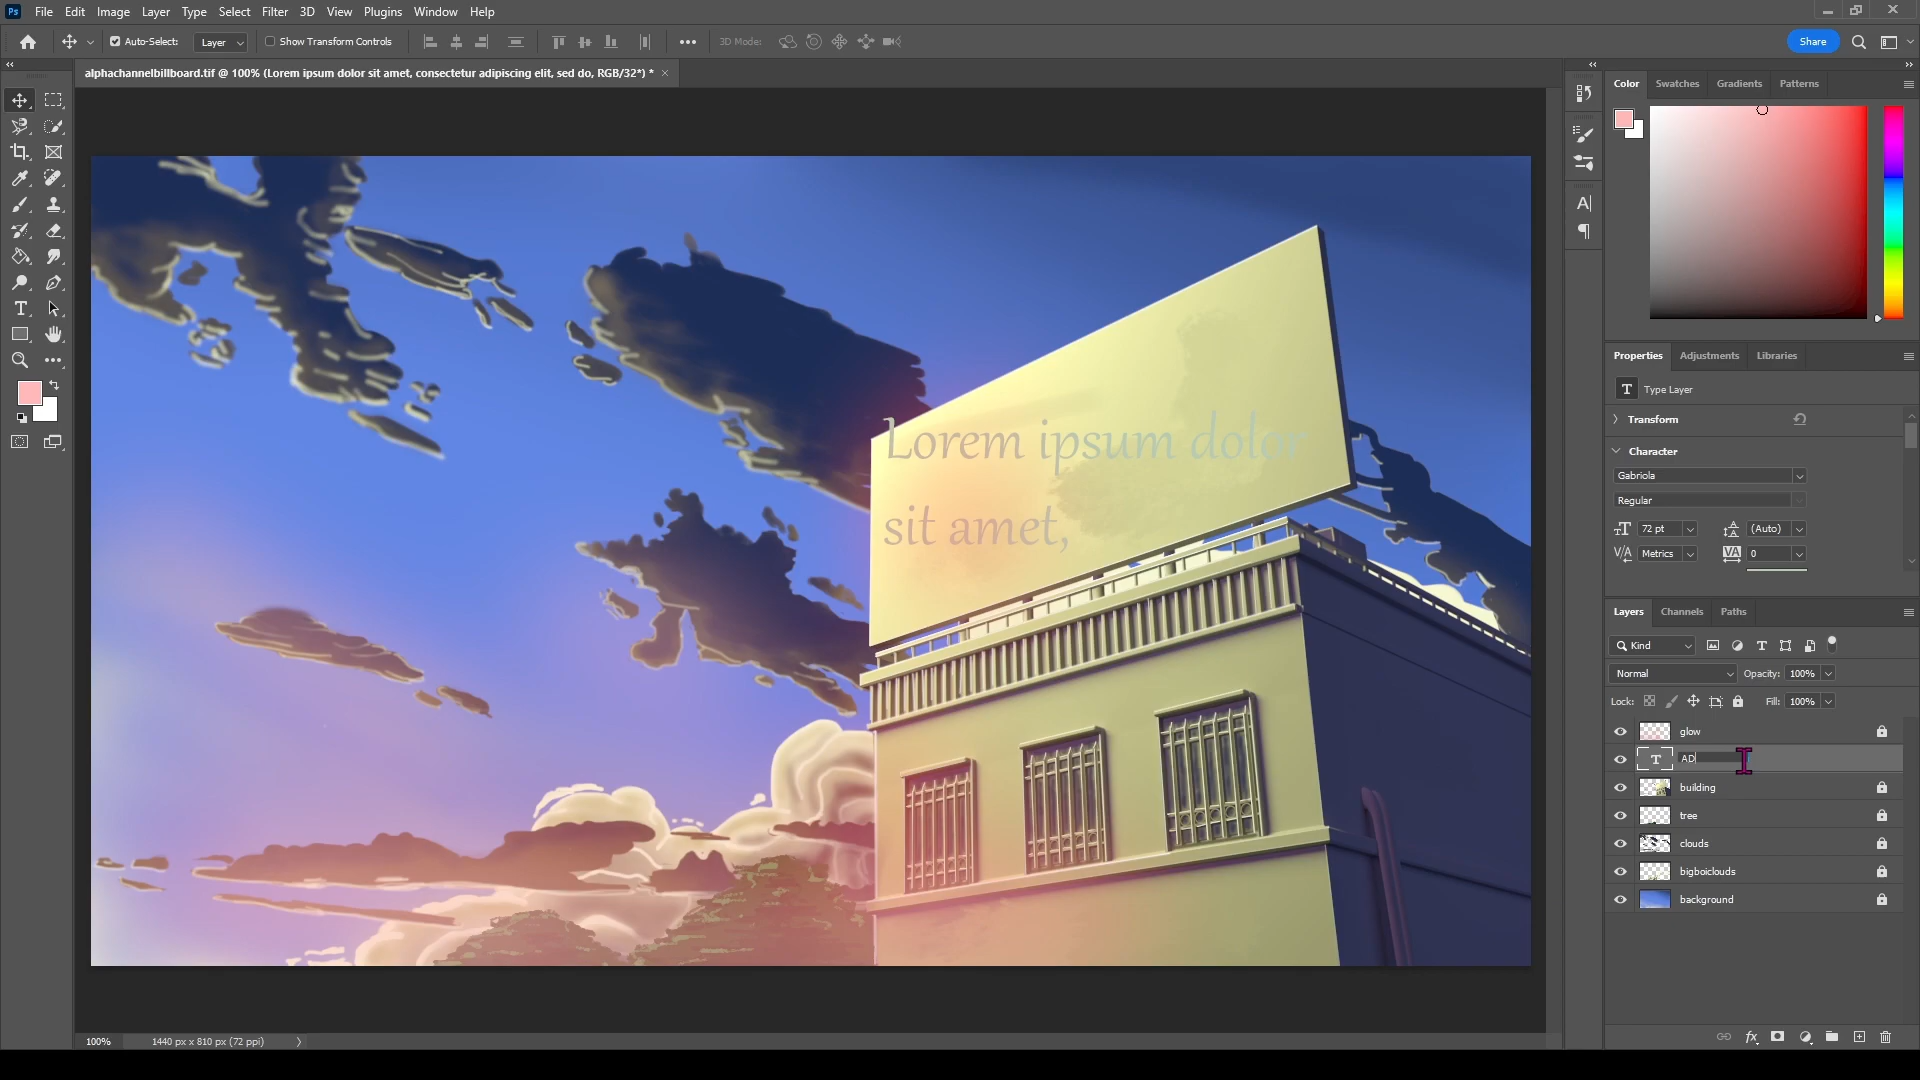 Ps File Edit Image Layer Type Select Filter 3D View Plugins Window Help
Auto-Select: Layer Show Transform Controls 3D Mode: Share
alphachannelbillboard.tif @ 100% (Lorem ipsum dolor sit amet, consectetur adipiscing elit, sed do, RGB/32*) *
Color Swatches Gradients Patterns
Lorem ipsum dolor
sit amet,
Properties Adjustments Libraries
T Type Layer
Transform
Character
Gabriola
Regular
72 pt (Auto)
Metrics 0
Layers Channels Paths
Kind
Normal Opacity: 100%
Lock: Fill: 100%
glow
T AD
building
tree
clouds
bigboiclouds
background
100% 1440 px x 810 px (72 ppi)